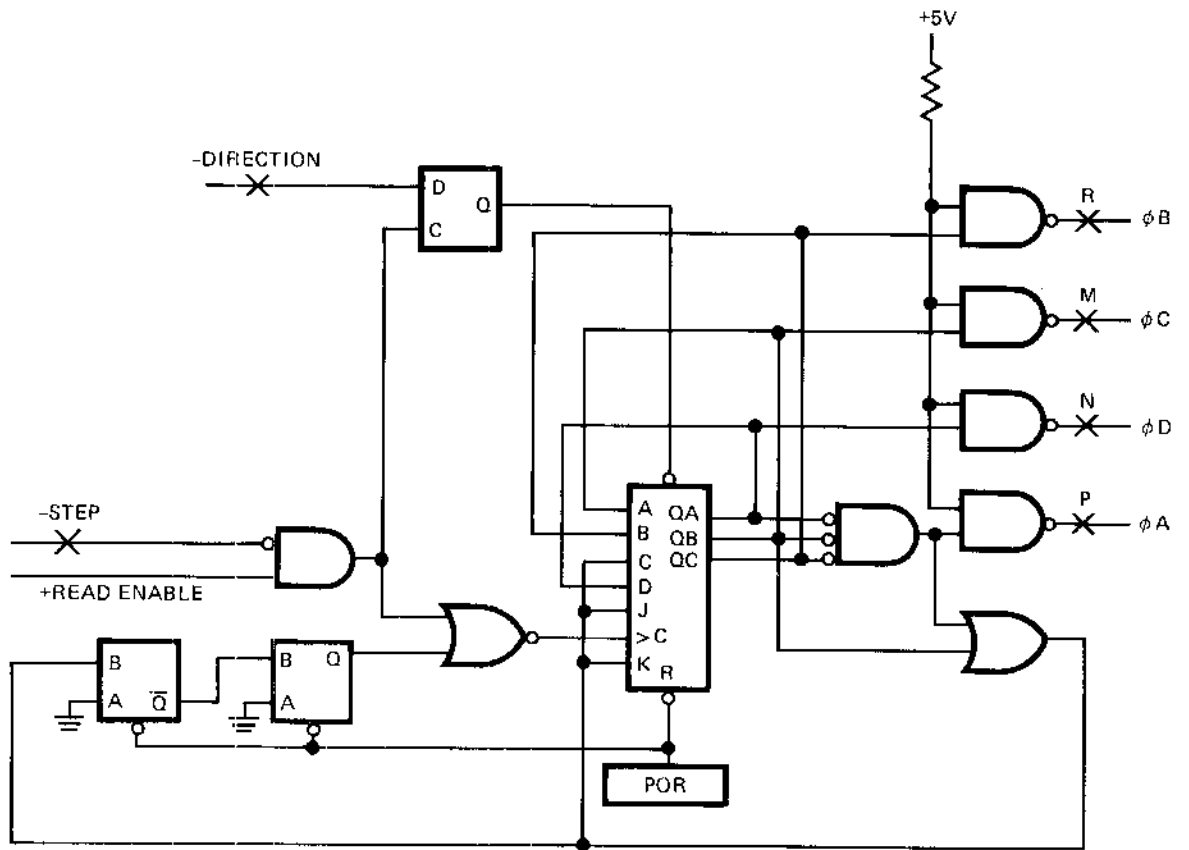 +5V
-DIRECTION
D
Q
C
R
φB
M
φC
N
φD
P
φA
-STEP
+READ ENABLE
A
B
C
D
J
>C
K
R
QA
QB
QC
B
A
Q̅
B
Q
A
POR